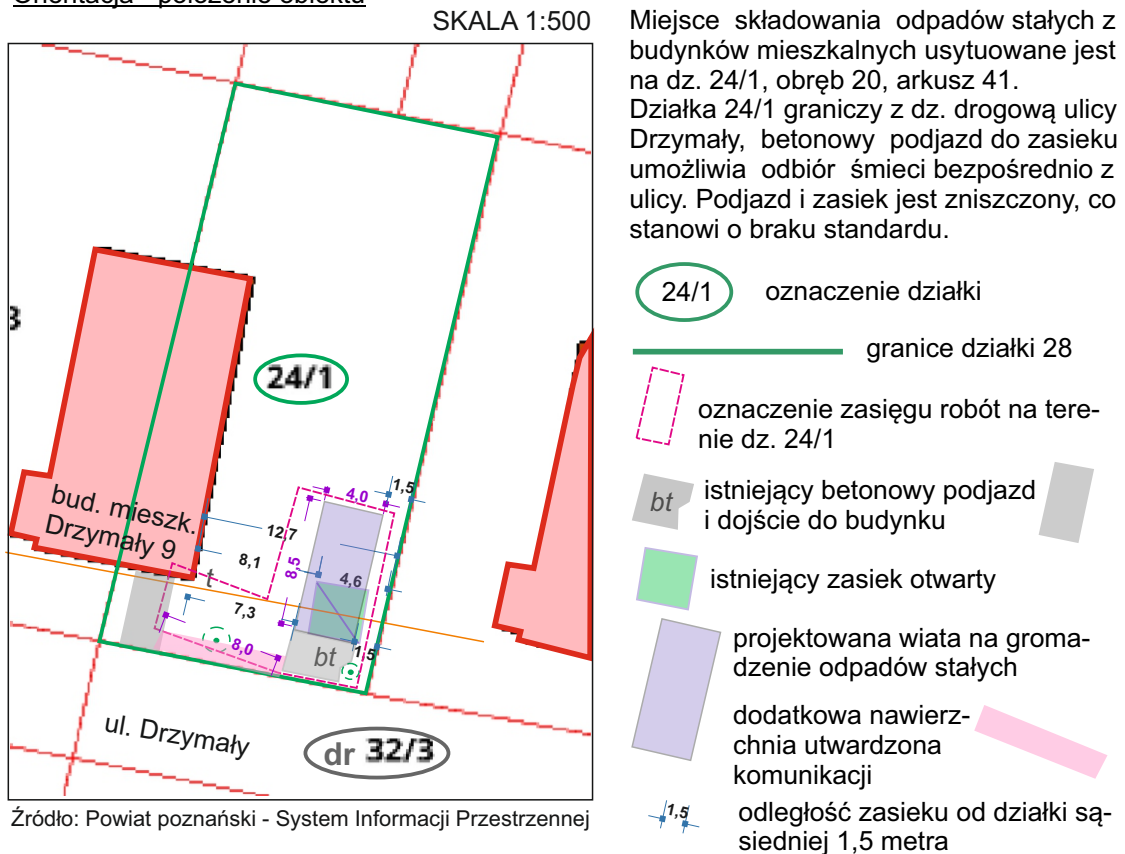 Orientacja - położenie obiektu
SKALA 1:500
Miejsce składowania odpadów stałych z
budynków mieszkalnych usytuowane jest
na dz. 24/1, obręb 20, arkusz 41.
Działka 24/1 graniczy z dz. drogową ulicy
Drzymały, betonowy podjazd do zasieku
umożliwia odbiór śmieci bezpośrednio z
ulicy. Podjazd i zasiek jest zniszczony, co
stanowi o braku standardu.
24/1 oznaczenie działki
granice działki 28
oznaczenie zasięgu robót na tere-
nie dz. 24/1
bt istniejący betonowy podjazd
i dojście do budynku
istniejący zasiek otwarty
projektowana wiata na groma-
dzenie odpadów stałych
dodatkowa nawierz-
chnia utwardzona
komunikacji
1,5 odległość zasieku od działki są-
siedniej 1,5 metra
3
24/1
bud. mieszk.
Drzymały 9
4,0
1,5
12,7
8,1
8,5
4,6
t
7,3
8,0
bt
1,5
ul. Drzymały
dr 32/3
Źródło: Powiat poznański - System Informacji Przestrzennej